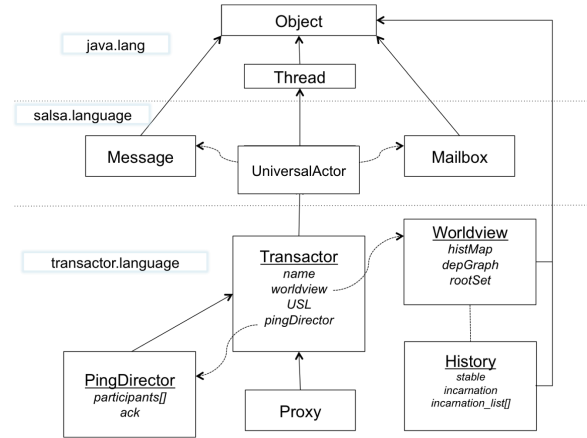 Object
java.lang
Thread
salsa.language
Message
UniversalActor
Mailbox
transactor.language
Transactor
name
worldview
USL
pingDirector
Worldview
histMap
depGraph
rootSet
PingDirector
participants[]
ack
Proxy
History
stable
incarnation
incarnation_list[]